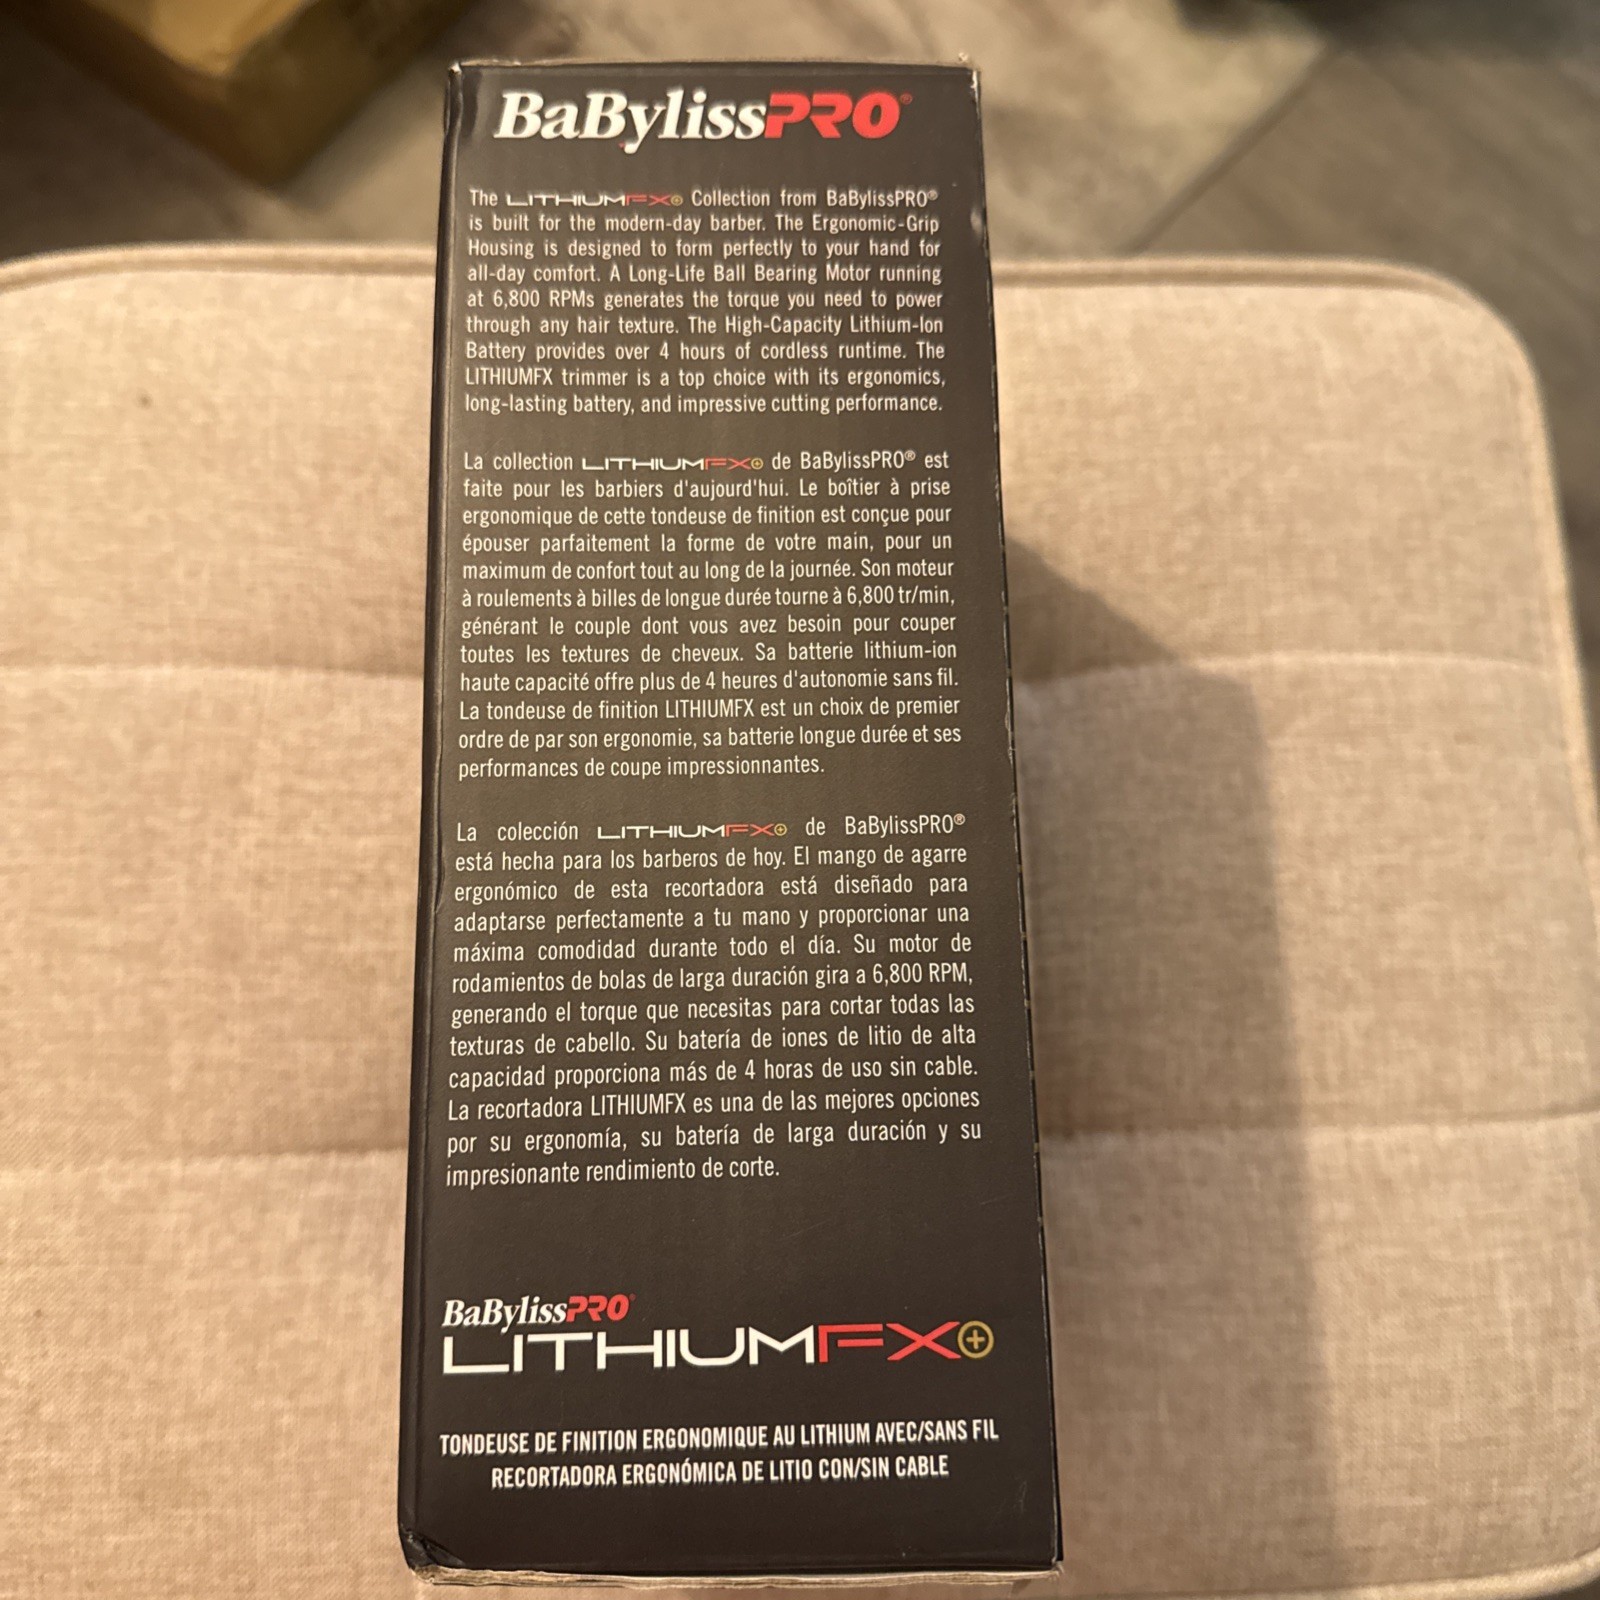 BaBylissPRO®
The LITHIUMFX+ Collection from BaBylissPRO®
is built for the modern-day barber. The Ergonomic-Grip
Housing is designed to form perfectly to your hand for
all-day comfort. A Long-Life Ball Bearing Motor running
at 6,800 RPMs generates the torque you need to power
through any hair texture. The High-Capacity Lithium-Ion
Battery provides over 4 hours of cordless runtime. The
LITHIUMFX trimmer is a top choice with its ergonomics,
long-lasting battery, and impressive cutting performance.
La collection LITHIUMFX+ de BaBylissPRO® est
faite pour les barbiers d'aujourd'hui. Le boîtier à prise
ergonomique de cette tondeuse de finition est conçue pour
épouser parfaitement la forme de votre main, pour un
maximum de confort tout au long de la journée. Son moteur
à roulements à billes de longue durée tourne à 6,800 tr/min,
générant le couple dont vous avez besoin pour couper
toutes les textures de cheveux. Sa batterie lithium-ion
haute capacité offre plus de 4 heures d'autonomie sans fil.
La tondeuse de finition LITHIUMFX est un choix de premier
ordre de par son ergonomie, sa batterie longue durée et ses
performances de coupe impressionnantes.
La colección LITHIUMFX+ de BaBylissPRO®
está hecha para los barberos de hoy. El mango de agarre
ergonómico de esta recortadora está diseñado para
adaptarse perfectamente a tu mano y proporcionar una
máxima comodidad durante todo el día. Su motor de
rodamientos de bolas de larga duración gira a 6,800 RPM,
generando el torque que necesitas para cortar todas las
texturas de cabello. Su batería de iones de litio de alta
capacidad proporciona más de 4 horas de uso sin cable.
La recortadora LITHIUMFX es una de las mejores opciones
por su ergonomía, su batería de larga duración y su
impresionante rendimiento de corte.
BaBylissPRO®
LITHIUMFX+
TONDEUSE DE FINITION ERGONOMIQUE AU LITHIUM AVEC/SANS FIL
RECORTADORA ERGONÓMICA DE LITIO CON/SIN CABLE